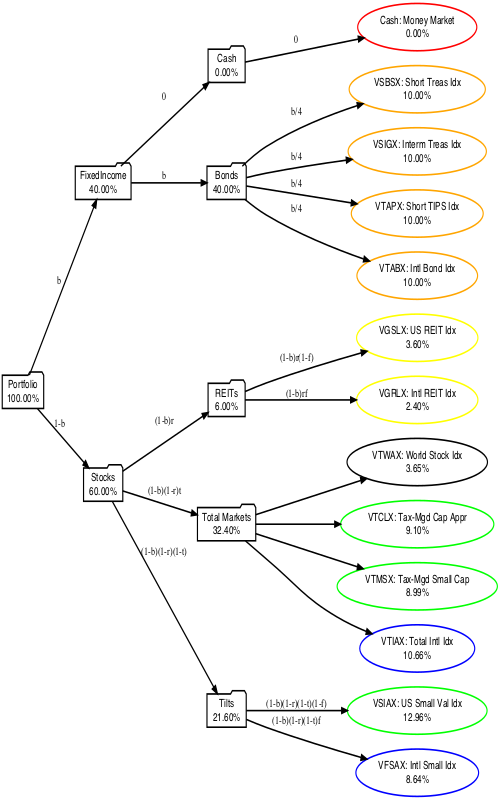 Cash: Money Market
0.00%
0
Cash
0.00%
VSBSX: Short Treas Idx
10.00%
b/4
0
VSIGX: Interm Treas Idx
10.00%
b/4
FixedIncome
40.00%
b
Bonds
40.00%
b/4
VTAPX: Short TIPS Idx
10.00%
b/4
VTABX: Intl Bond Idx
10.00%
b
VGSLX: US REIT Idx
3.60%
(1-b)r(1-f)
Portfolio
100.00%
REITs
6.00%
(1-b)rf
VGRLX: Intl REIT Idx
2.40%
1-b
(1-b)r
VTWAX: World Stock Idx
3.65%
Stocks
60.00%
(1-b)(1-r)t
Total Markets
32.40%
VTCLX: Tax-Mgd Cap Appr
9.10%
(1-b)(1-r)(1-t)
VTMSX: Tax-Mgd Small Cap
8.99%
VTIAX: Total Intl Idx
10.66%
Tilts
21.60%
(1-b)(1-r)(1-t)(1-f)
VSIAX: US Small Val Idx
12.96%
(1-b)(1-r)(1-t)f
VFSAX: Intl Small Idx
8.64%